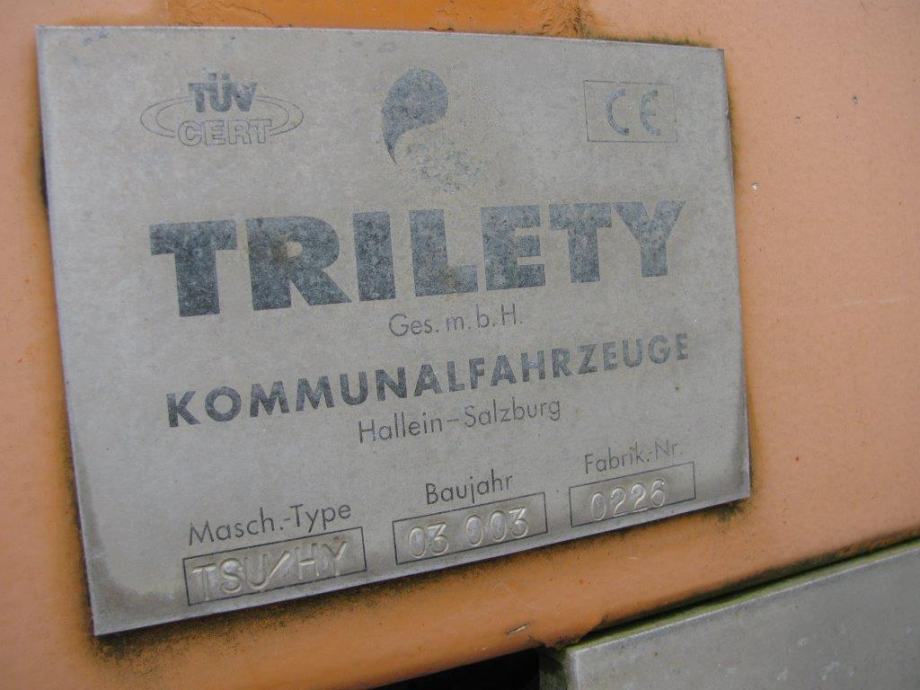 TÜV
CERT
CE
TRILETY
Ges. m. b. H.
KOMMUNALFAHRZEUGE
Hallein-Salzburg
Masch.-Type Baujahr Fabrik.-Nr.
TSU/HY 03 003 0226